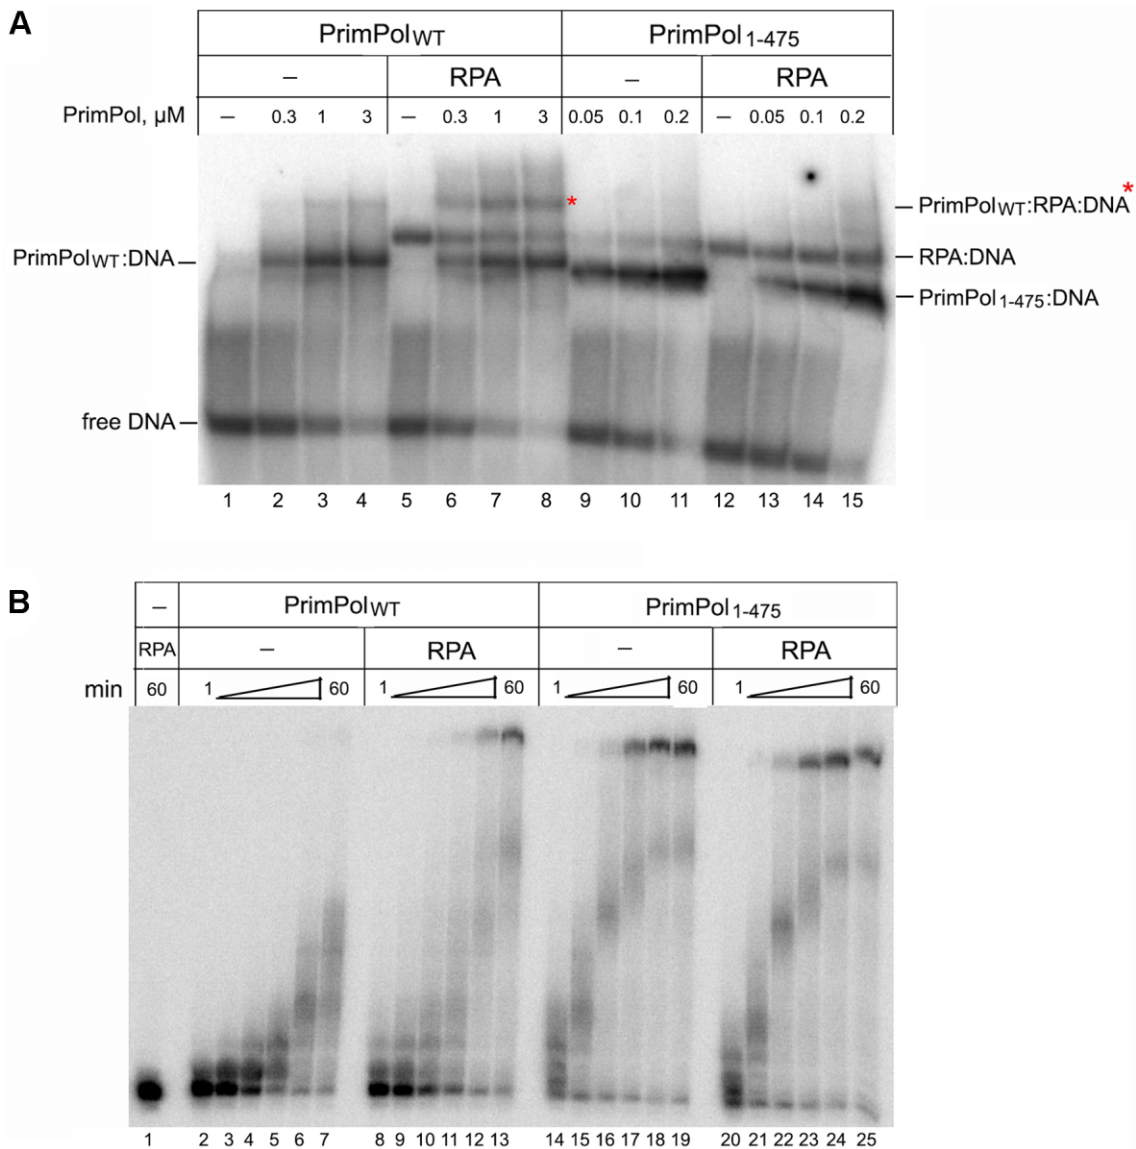 A
PrimPolWT PrimPol1-475
– RPA – RPA
PrimPol, µM – 0.3 1 3 – 0.3 1 3 0.05 0.1 0.2 – 0.05 0.1 0.2
*
PrimPolWT:RPA:DNA*
PrimPolWT:DNA
RPA:DNA
PrimPol1-475:DNA
free DNA
1 2 3 4 5 6 7 8 9 10 11 12 13 14 15
B
– PrimPolWT PrimPol1-475
RPA – RPA – RPA
min 60 1 60 1 60 1 60 1 60
1 2 3 4 5 6 7 8 9 10 11 12 13 14 15 16 17 18 19 20 21 22 23 24 25